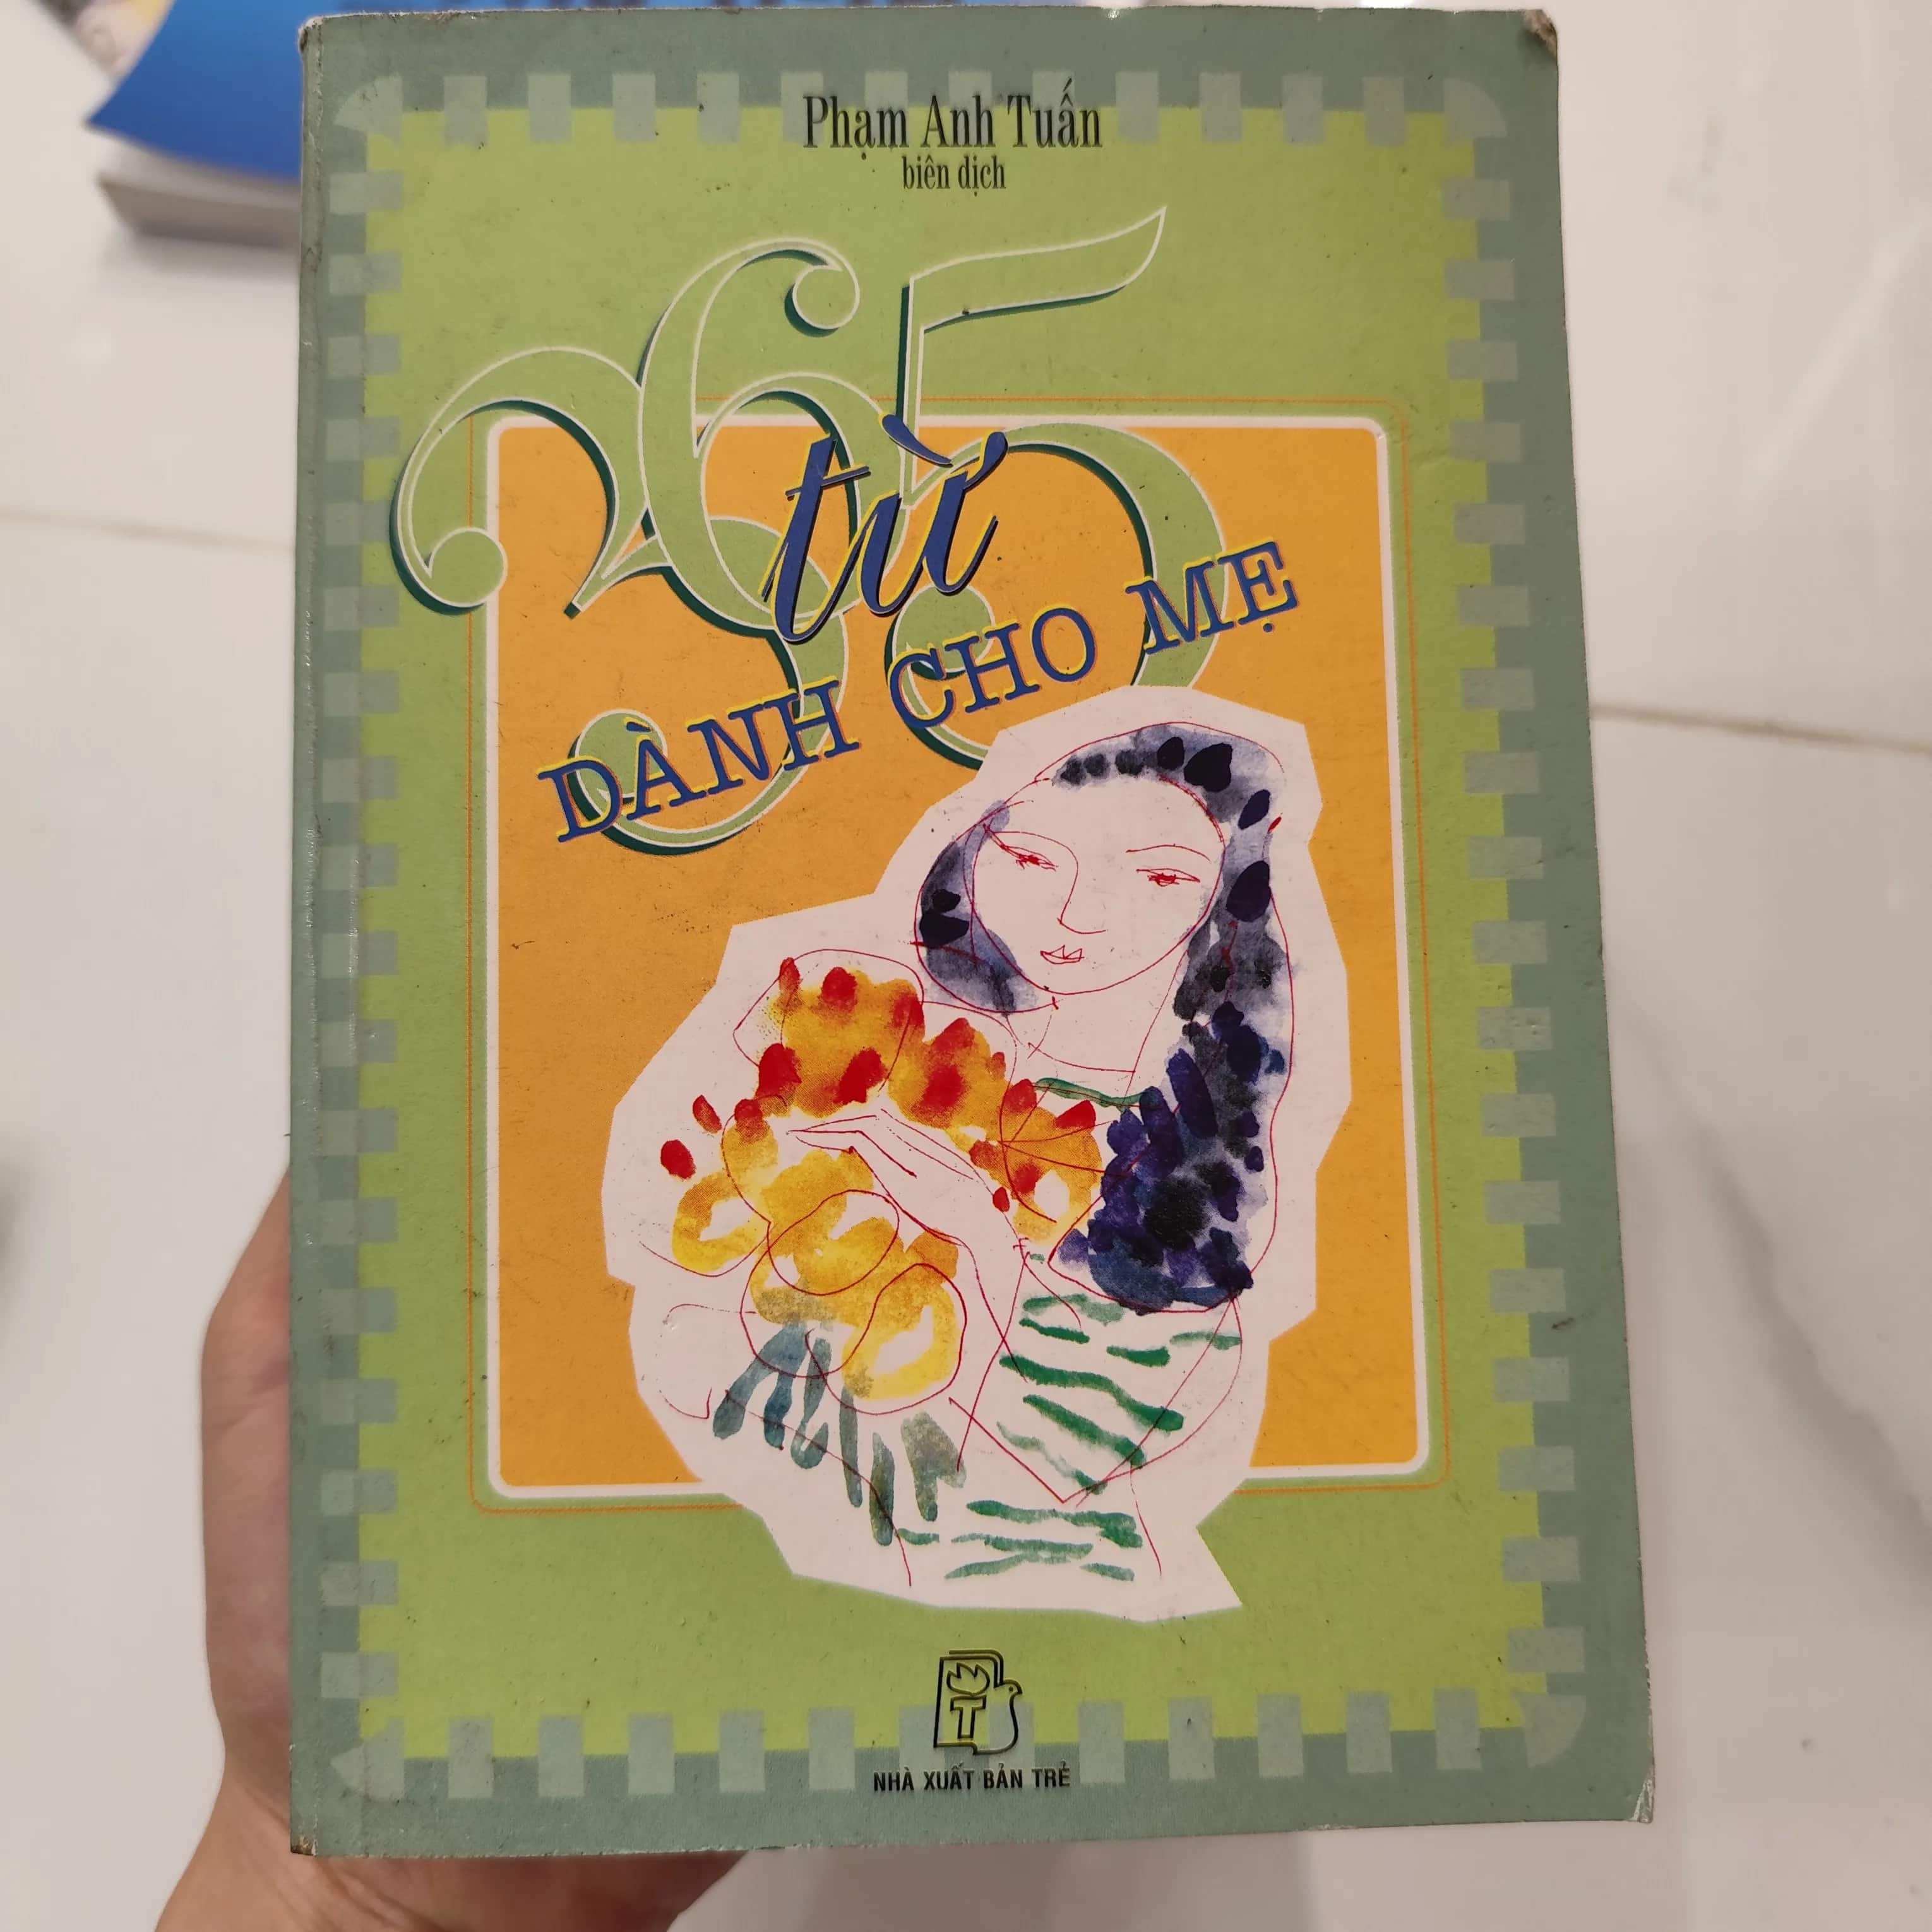 Phạm Anh Tuấn
biên dịch
365
từ
DÀNH CHO MẸ
T
NHÀ XUẤT BẢN TRẺ